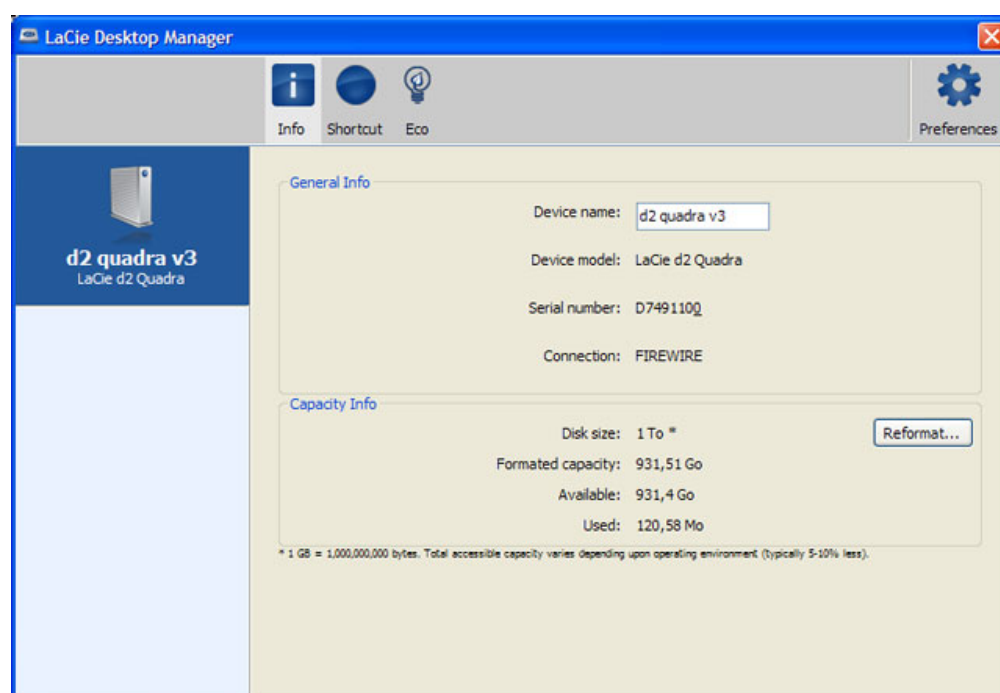 LaCie Desktop Manager
Info Shortcut Eco Preferences
d2 quadra v3
LaCie d2 Quadra
General Info
Device name: d2 quadra v3
Device model: LaCie d2 Quadra
Serial number: D7491100
Connection: FIREWIRE
Capacity Info
Disk size: 1 To *
Reformat...
Formated capacity: 931,51 Go
Available: 931,4 Go
Used: 120,58 Mo
* 1 GB = 1,000,000,000 bytes. Total accessible capacity varies depending upon operating environment (typically 5-10% less).